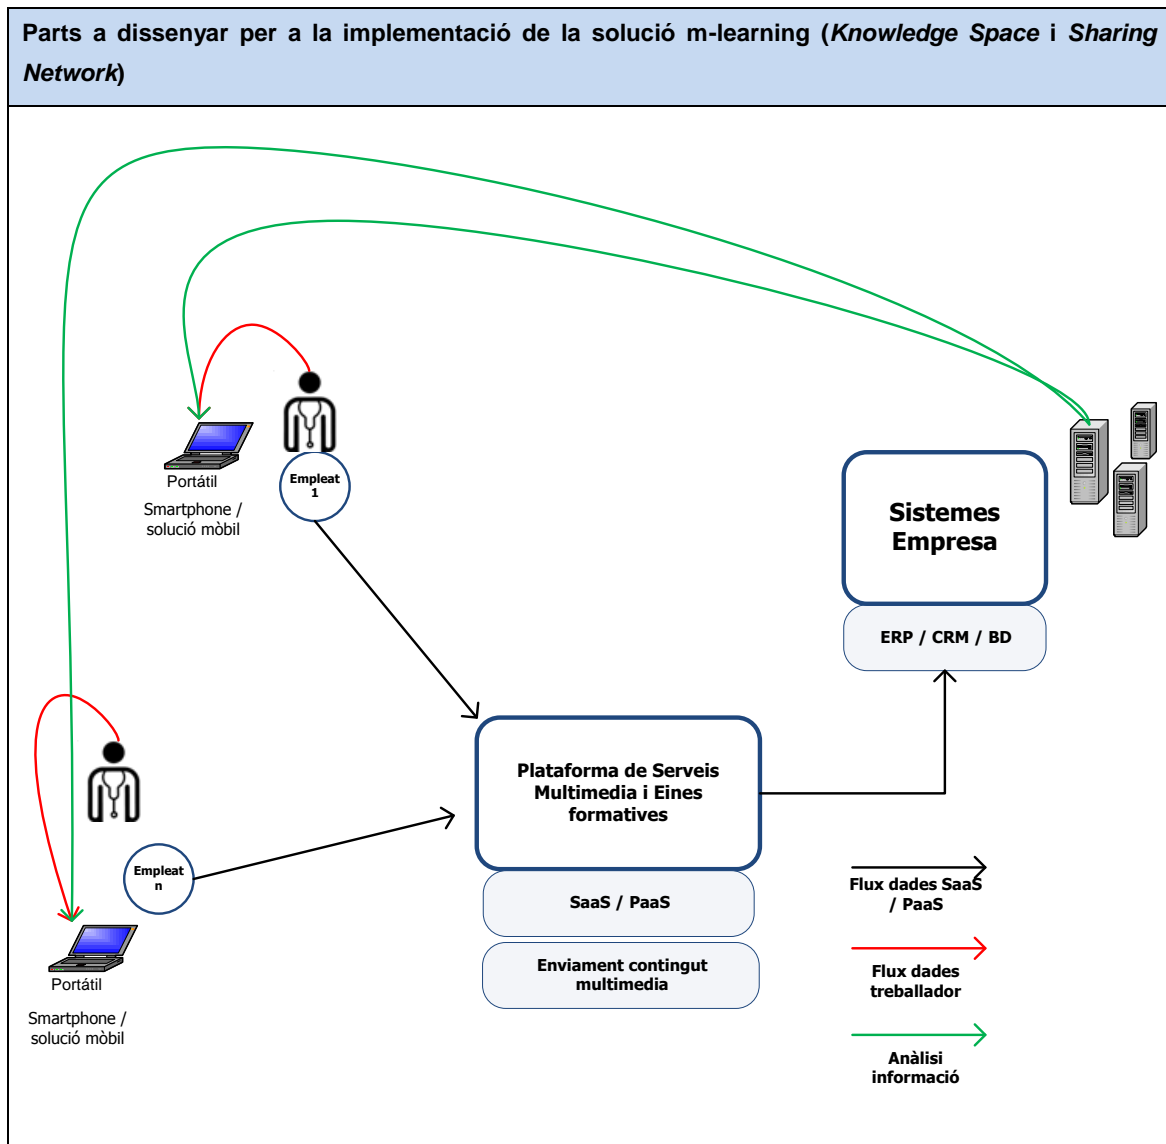 Parts a dissenyar per a la implementació de la solució m-learning (Knowledge Space i Sharing
Network)
Empleat
1
Portátil
Smartphone /
solució mòbil
Sistemes
Empresa
ERP / CRM / BD
Plataforma de Serveis
Multimedia i Eines
formatives
SaaS / PaaS
Enviament contingut
multimedia
Empleat
n
Portátil
Smartphone /
solució mòbil
Flux dades SaaS
/ PaaS
Flux dades
treballador
Anàlisi
informació